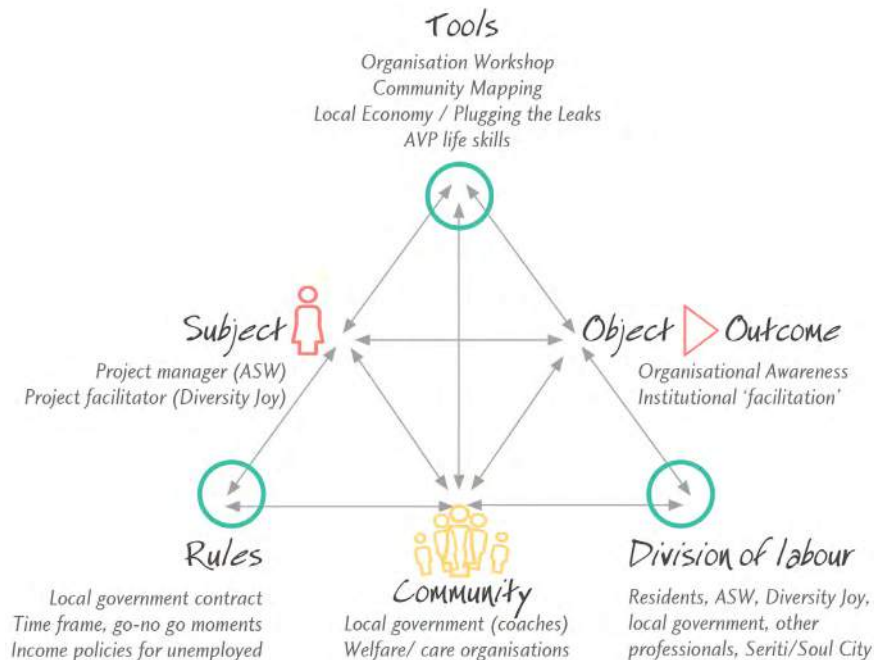 Tools
Organisation Workshop
Community Mapping
Local Economy / Plugging the Leaks
AVP life skills
Subject
Project manager (ASW)
Project facilitator (Diversity Joy)
Object Outcome
Organisational Awareness
Institutional ‘facilitation’
Rules
Local government contract
Time frame, go-no go moments
Income policies for unemployed
Community
Local government (coaches)
Welfare/ care organisations
Division of labour
Residents, ASW, Diversity Joy,
local government, other
professionals, Seriti/Soul City